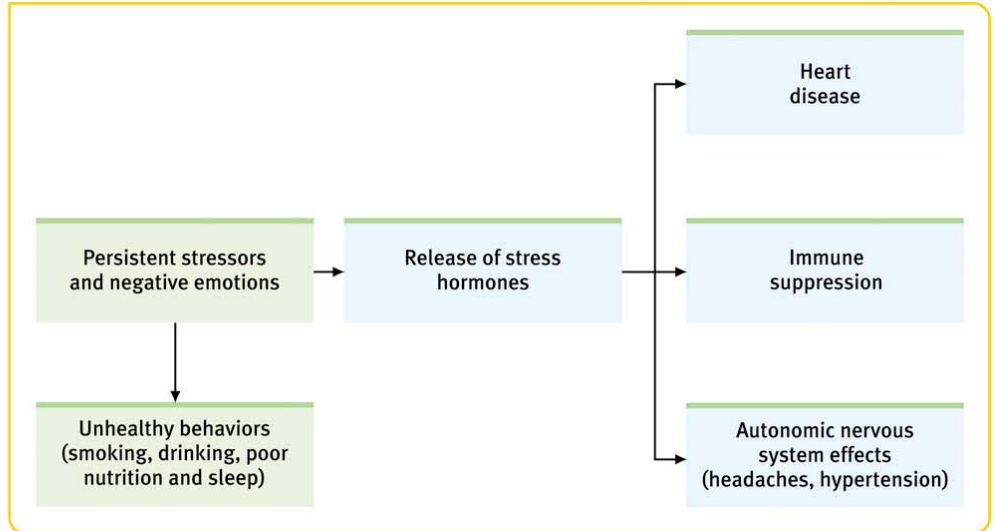 Heart
disease
Persistent stressors
and negative emotions
Release of stress
hormones
Immune
suppression
Unhealthy behaviors
(smoking, drinking, poor
nutrition and sleep)
Autonomic nervous
system effects
(headaches, hypertension)